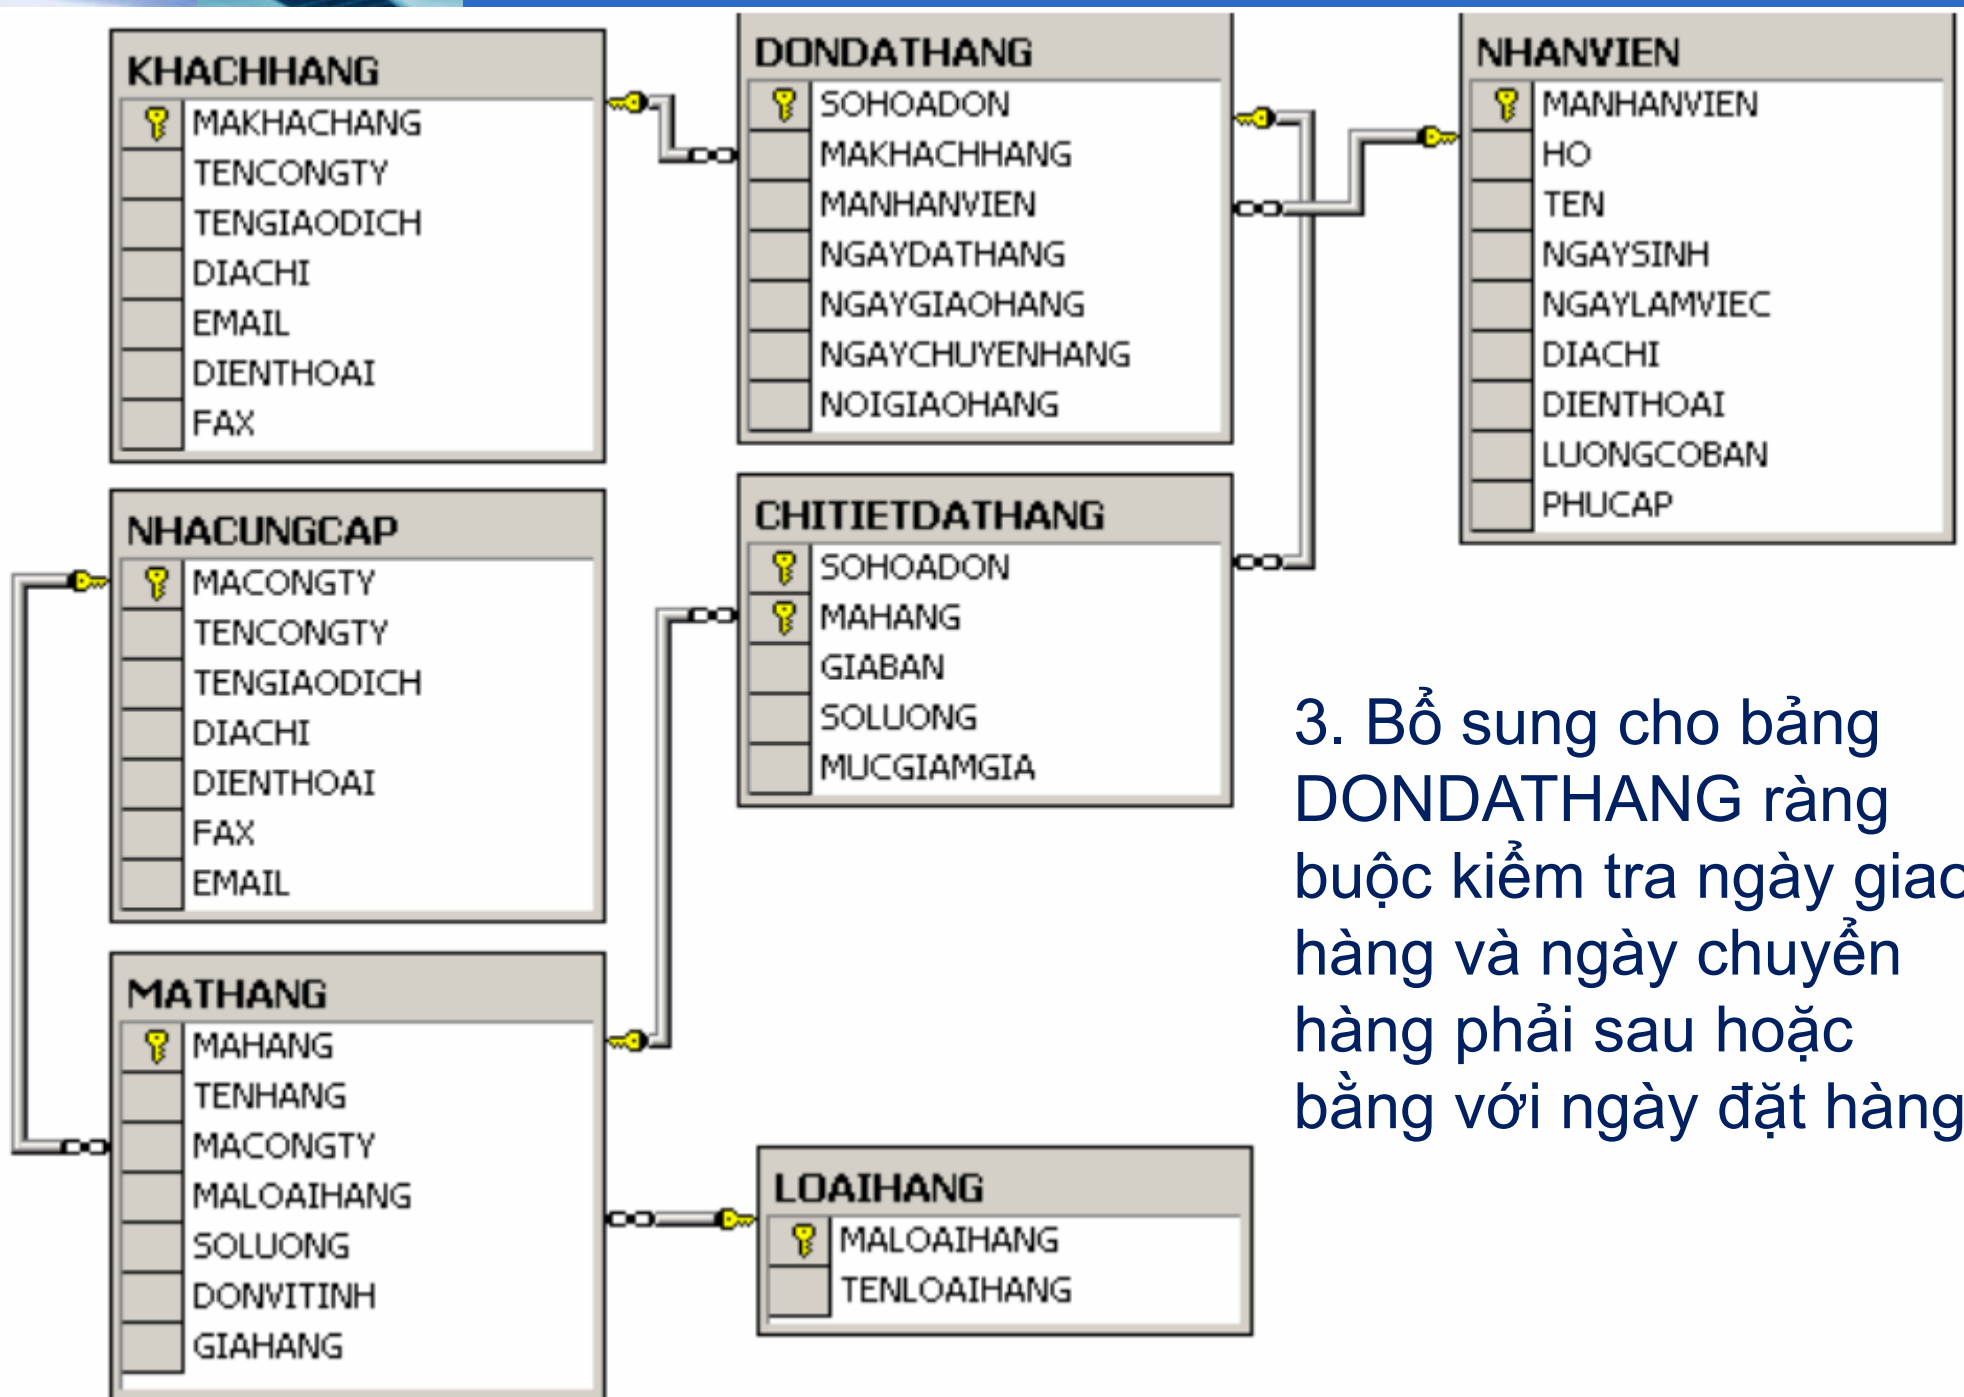 KHACHHANG
MAKHACHANG
TENCONGTY
TENGIAODICH
DIACHI
EMAIL
DIENTHOAI
FAX
DONDATHANG
SOHOADON
MAKHACHHANG
MANHANVIEN
NGAYDATHANG
NGAYGIAOHANG
NGAYCHUYENHANG
NOIGIAOHANG
NHANVIEN
MANHANVIEN
HO
TEN
NGAYSINH
NGAYLAMVIEC
DIACHI
DIENTHOAI
LUONGCOBAN
PHUCAP
NHACUNGCAP
MACONGTY
TENCONGTY
TENGIAODICH
DIACHI
DIENTHOAI
FAX
EMAIL
CHITIETDATHANG
SOHOADON
MAHANG
GIABAN
SOLUONG
MUCGIAMGIA
3. Bổ sung cho bảng
DONDATHANG ràng
buộc kiểm tra ngày giao
hàng và ngày chuyển
hàng phải sau hoặc
bằng với ngày đặt hàng
MATHANG
MAHANG
TENHANG
MACONGTY
MALOAIHANG
SOLUONG
DONVITINH
GIAHANG
LOAIHANG
MALOAIHANG
TENLOAIHANG